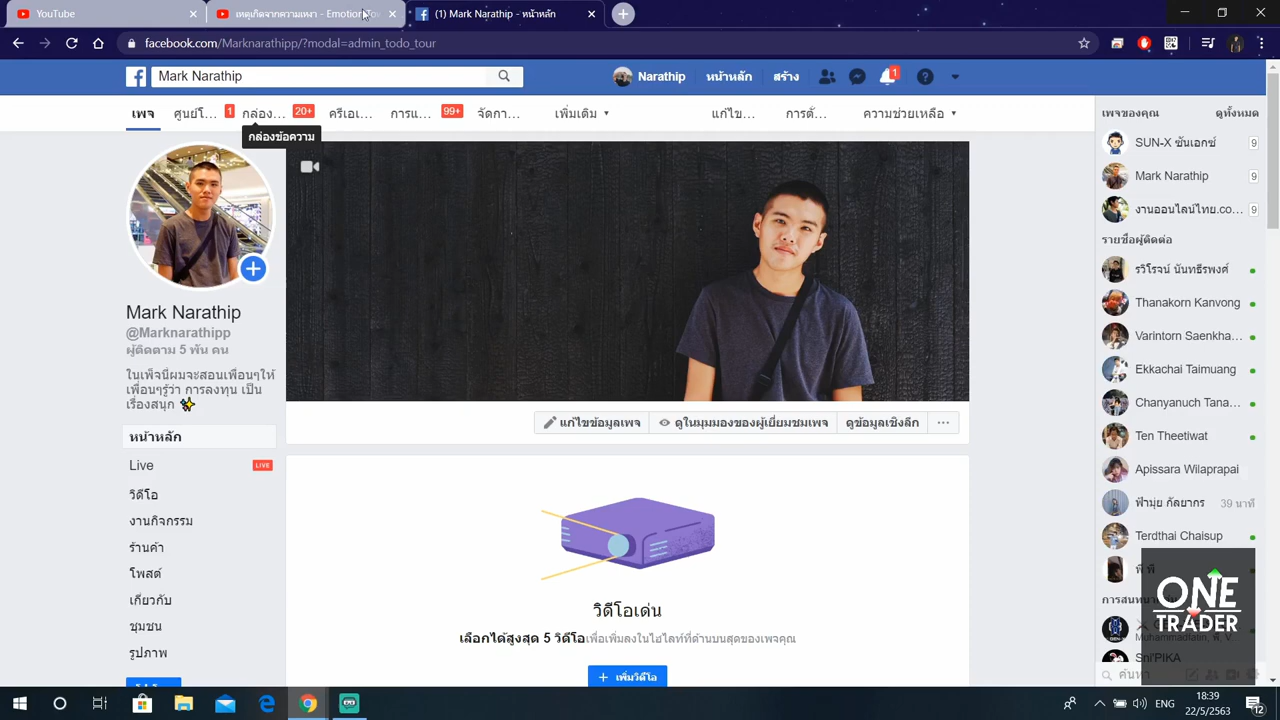 YouTube
เหตุเกิดจากความเหงา - Emotion
(1) Mark Narathip - หน้าหลัก
facebook.com/Marknarathipp/?modal=admin_todo_tour
Mark Narathip
Narathip
หน้าหลัก
สร้าง
1
เพจ
ศูนย์โ...
1
กล่อง...
20+
ครีเอ...
การแ...
99+
จัดกา...
เพิ่มเติม
แก้ไข...
การตั้...
ความช่วยเหลือ
กล่องข้อความ
Mark Narathip
@Marknarathipp
ผู้ติดตาม 5 พัน คน
ในเพ็จนี้ผมจะสอนเพื่อนๆให้
เพื่อนๆรู้ว่า การลงทุน เป็น
เรื่องสนุก ✨
หน้าหลัก
Live
LIVE
วิดีโอ
งานกิจกรรม
ร้านค้า
โพสต์
เกี่ยวกับ
ชุมชน
รูปภาพ
แก้ไขข้อมูลเพจ
ดูในมุมมองของผู้เยี่ยมชมเพจ
ดูข้อมูลเชิงลึก
...
วิดีโอเด่น
เลือกได้สูงสุด 5 วิดีโอเพื่อเพิ่มลงในไฮไลท์ที่ด้านบนสุดของเพจคุณ
+ เพิ่มวิดีโอ
เพจของคุณ
ดูทั้งหมด
SUN-X ซันเอกซ์
9
Mark Narathip
9
งานออนไลน์ไทย.co...
9
รายชื่อผู้ติดต่อ
รวิโรจน์ นันทธีรพงศ์
Thanakorn Kanvong
Varintorn Saenkha...
Ekkachai Taimuang
Chanyanuch Tana...
Ten Theetiwat
Apissara Wilaprapai
ฟ้ามุ่ย กัลยากร
39 นาที
Terdthai Chaisup
พีพี
ONE
TRADER
การสนทนา
Sni'PIKA
ค้นหา
ENG
18:39
22/5/2563
12